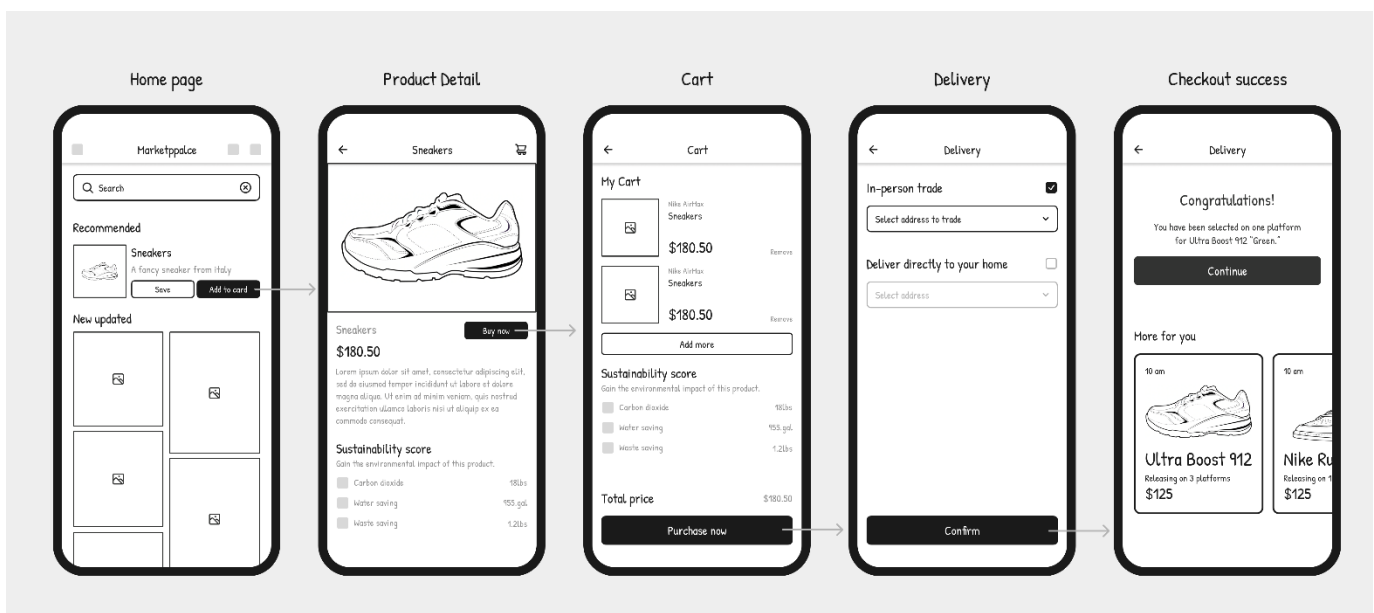 Home page
Marketppalce
Search
Recommended
Sneakers
A fancy sneaker from Italy
Save
Add to card
New updated
Product Detail
Sneakers
Sneakers
Buy now
$180.50
Lorem ipsum dolor sit amet, consectetur adipiscing elit,
sed do eiusmod tempor incididunt ut labore et dolore
magna aliqua. Ut enim ad minim veniam, quis nostrud
exercitation ullamco laboris nisi ut aliquip ex ea
commodo consequat.
Sustainability score
Gain the environmental impact of this product.
Carbon dioxide 18lbs
Water saving 955.gal
Waste saving 1.2lbs
Cart
Cart
My Cart
Nike AirMax
Sneakers
$180.50
Remove
Nike AirMax
Sneakers
$180.50
Remove
Add more
Sustainability score
Gain the environmental impact of this product.
Carbon dioxide 18lbs
Water saving 955.gal
Waste saving 1.2lbs
Total price $180.50
Purchase now
Delivery
Delivery
In-person trade
Select address to trade
Deliver directly to your home
Select address
Confirm
Checkout success
Delivery
Congratulations!
You have been selected on one platform
for Ultra Boost 912 "Green."
Continue
More for you
10 am
Ultra Boost 912
Releasing on 3 platforms
$125
10 am
Nike Ru
Releasing on 1
$125